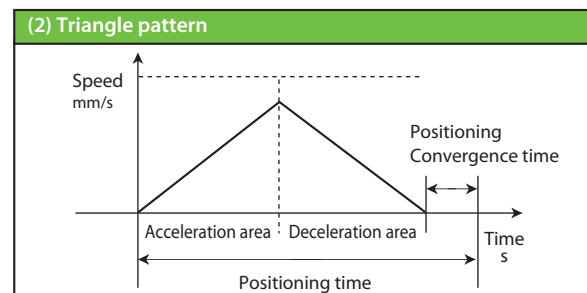 (2) Triangle pattern
Speed
mm/s
Positioning
Convergence time
Acceleration area
Deceleration area
Time
s
Positioning time